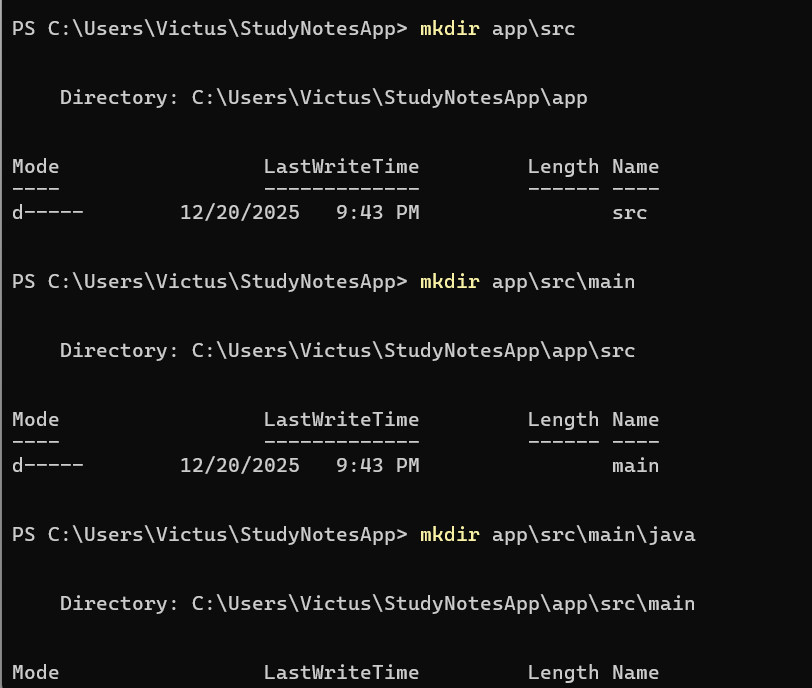 PS C:\Users\Victus\StudyNotesApp> mkdir app\src
Directory: C:\Users\Victus\StudyNotesApp\app
Mode                 LastWriteTime         Length Name
----                 -------------         ------ ----
d-----        12/20/2025   9:43 PM                src
PS C:\Users\Victus\StudyNotesApp> mkdir app\src\main
Directory: C:\Users\Victus\StudyNotesApp\app\src
Mode                 LastWriteTime         Length Name
----                 -------------         ------ ----
d-----        12/20/2025   9:43 PM                main
PS C:\Users\Victus\StudyNotesApp> mkdir app\src\main\java
Directory: C:\Users\Victus\StudyNotesApp\app\src\main
Mode                 LastWriteTime         Length Name